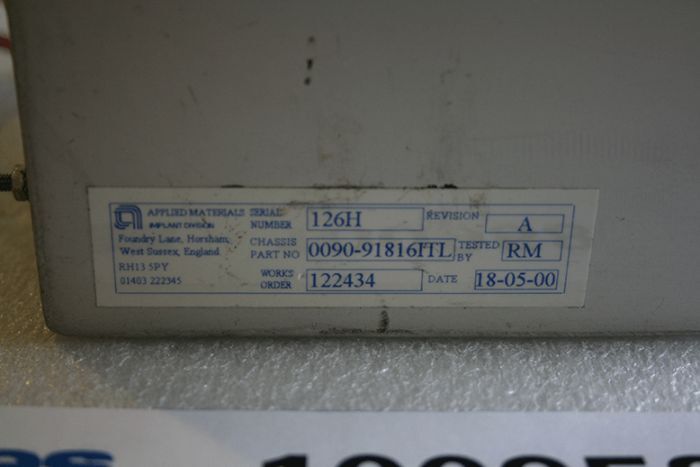 APPLIED MATERIALS
IMPLANT DIVISION
Foundry Lane, Horsham,
West Sussex, England
RH13 5PY
01403 222345
SERIAL NUMBER 126H REVISION A
CHASSIS PART NO 0090-91816ITL TESTED BY RM
WORKS ORDER 122434 DATE 18-05-00